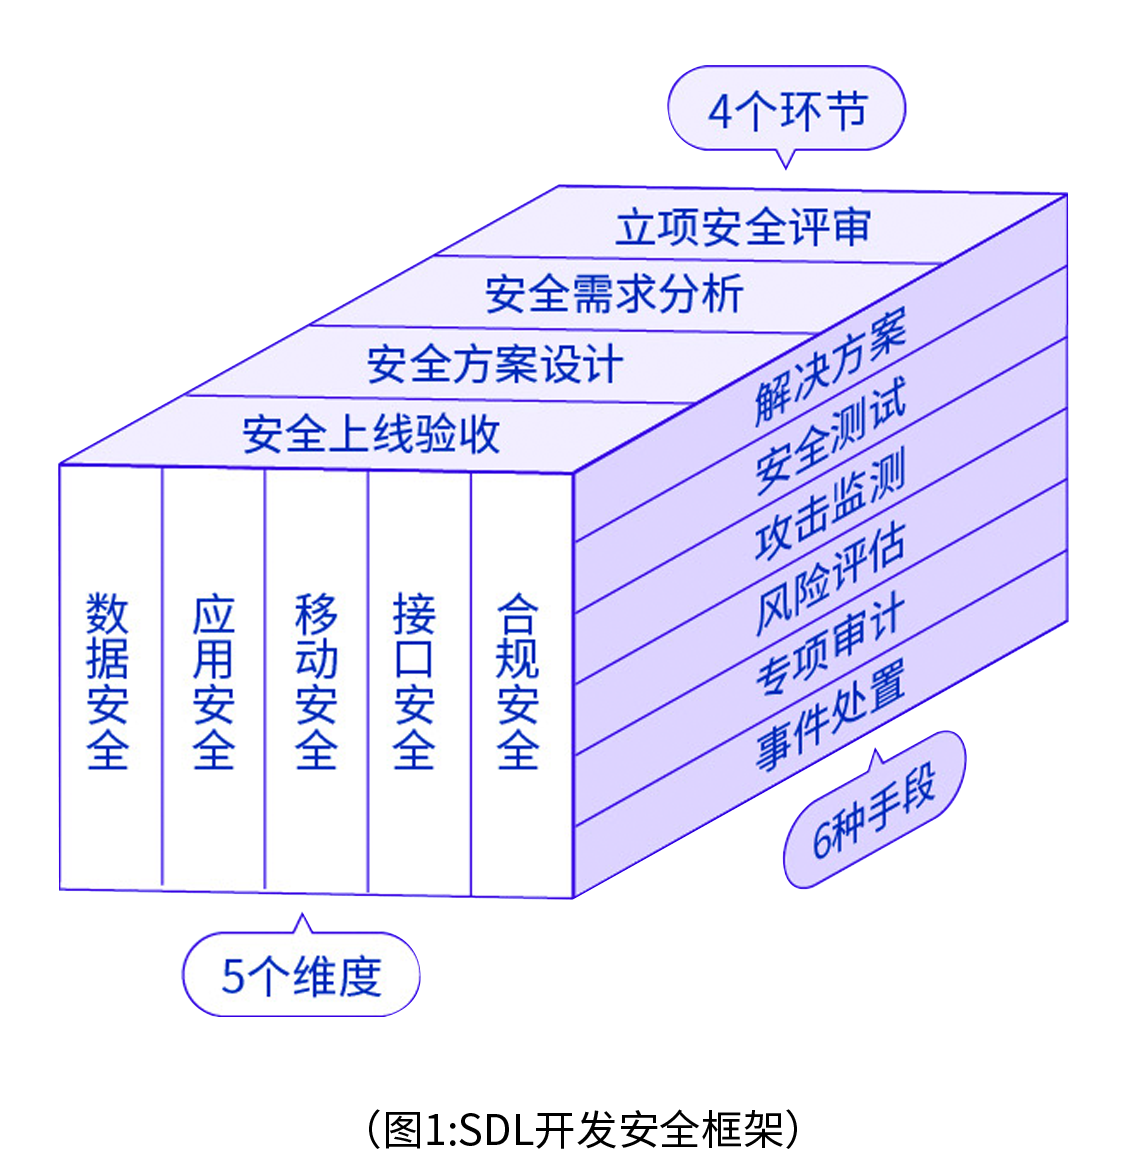 4个环节
立项安全评审
安全需求分析
安全方案设计
安全上线验收
解决方案
安全测试
攻击监测
风险评估
专项审计
事件处置
数据安全
应用安全
移动安全
接口安全
合规安全
6种手段
5个维度
（图1:SDL开发安全框架）